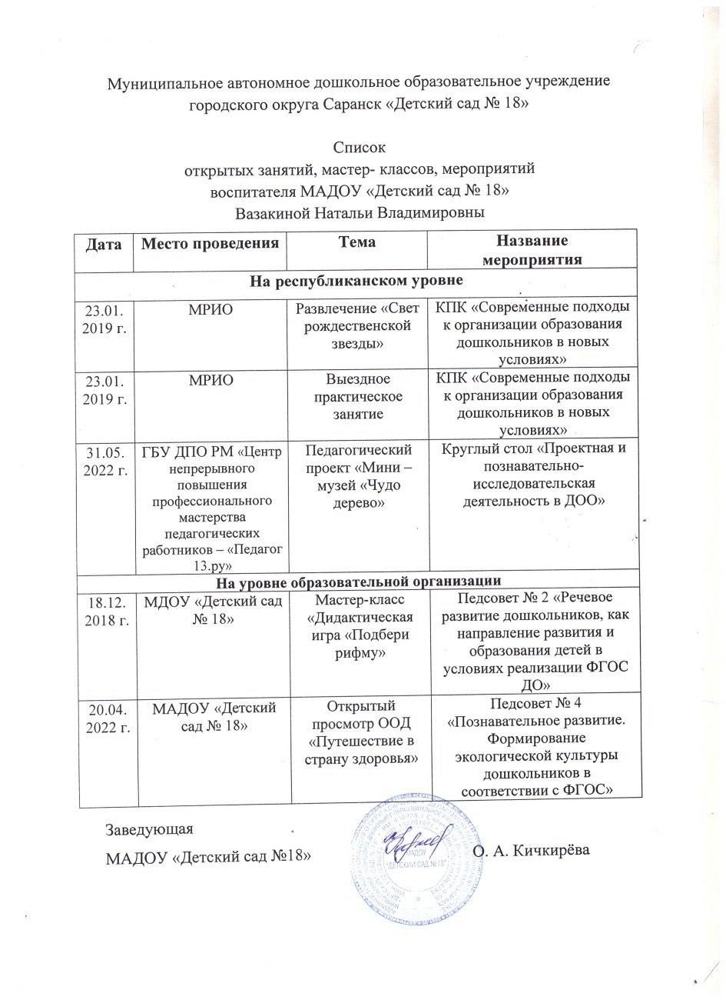 Муниципальное автономное дошкольное образовательное учреждение
городского округа Саранск «Детский сад № 18»
Список
открытых занятий, мастер- классов, мероприятий
воспитателя МАДОУ «Детский сад № 18»
Вазакиной Натальи Владимировны
Дата
Место проведения
Тема
Название
мероприятия
На республиканском уровне
23.01.
2019 г.
МРИО
Развлечение «Свет
рождественской
звезды»
КПК «Современные подходы
к организации образования
дошкольников в новых
условиях»
23.01.
2019 г.
МРИО
Выездное
практическое
занятие
КПК «Современные подходы
к организации образования
дошкольников в новых
условиях»
31.05.
2022 г.
ГБУ ДПО РМ «Центр
непрерывного
повышения
профессионального
мастерства
педагогических
работников – «Педагог
13.ру»
Педагогический
проект «Мини –
музей «Чудо
дерево»
Круглый стол «Проектная и
познавательно-
исследовательская
деятельность в ДОО»
На уровне образовательной организации
18.12.
2018 г.
МДОУ «Детский сад
№ 18»
Мастер-класс
«Дидактическая
игра «Подбери
рифму»
Педсовет № 2 «Речевое
развитие дошкольников, как
направление развития и
образования детей в
условиях реализации ФГОС
ДО»
20.04.
2022 г.
МАДОУ «Детский
сад № 18»
Открытый
просмотр ООД
«Путешествие в
страну здоровья»
Педсовет № 4
«Познавательное развитие.
Формирование
экологической культуры
дошкольников в
соответствии с ФГОС»
Заведующая
МАДОУ «Детский сад №18»
О. А. Кичкирёва
МАДОУ
"ДЕТСКИЙ САД №18"